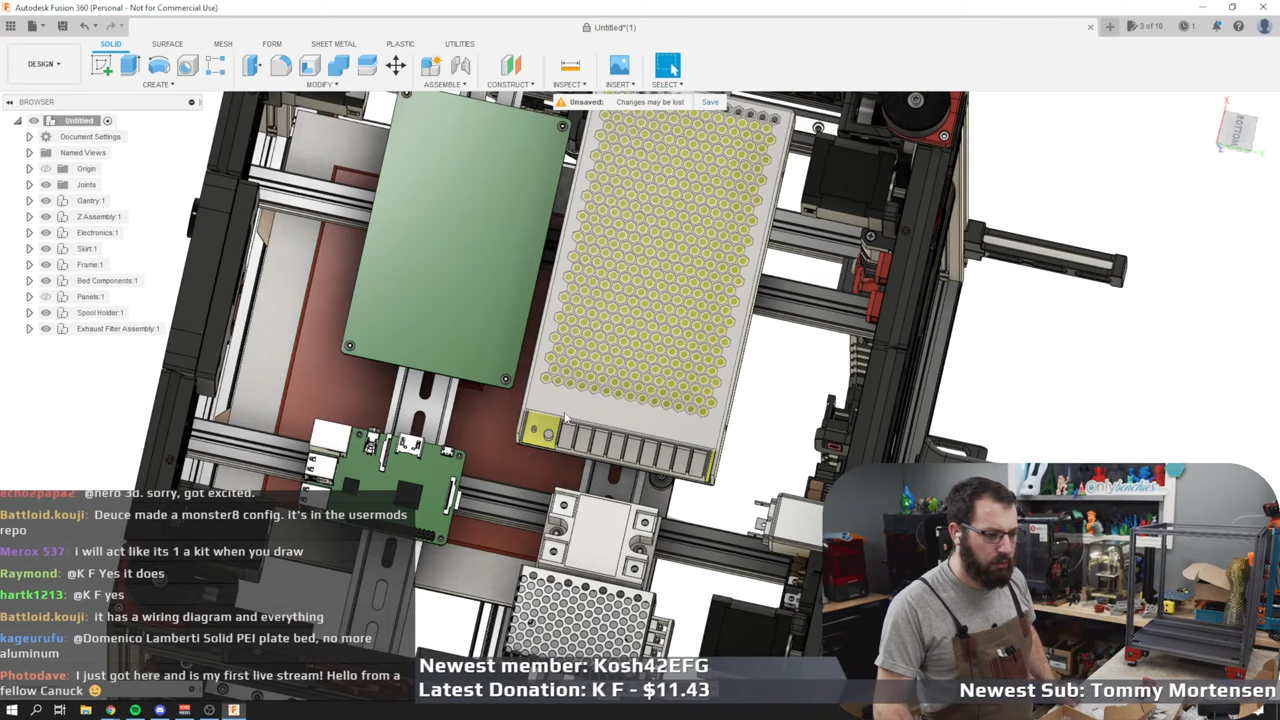 Autodesk Fusion 360 (Personal - Not for Commercial Use)
Untitled*(1)
3 of 10
1
DESIGN
SOLID
SURFACE
MESH
FORM
SHEET METAL
PLASTIC
UTILITIES
CREATE
MODIFY
ASSEMBLE
CONSTRUCT
INSPECT
INSERT
SELECT
BROWSER
Unsaved: Changes may be lost Save
Untitled
Document Settings
Named Views
Origin
Joints
Gantry:1
Z Assembly:1
Electronics:1
Skirt:1
Frame:1
Bed Components:1
Panels:1
Spool Holder:1
Exhaust Filter Assembly:1
X
BOTTOM
Y
Z
@onlybenchies
echo2papa2 @nero 3d. sorry, got excited.
Battloid.kouji: Deuce made a monster8 config. it's in the usermods
repo
Merox 537: i will act like its 1 a kit when you draw
Raymond: @K F Yes it does
hartk1213: @K F yes
Battloid.kouji: it has a wiring diagram and everything
kageurufu: @Domenico Lamberti Solid PEI plate bed, no more
aluminum
Photodave: I just got here and is my first live stream! Hello from a
fellow Canuck
Newest member: Kosh42EFG
Latest Donation: K F - $11.43
Newest Sub: Tommy Mortensen